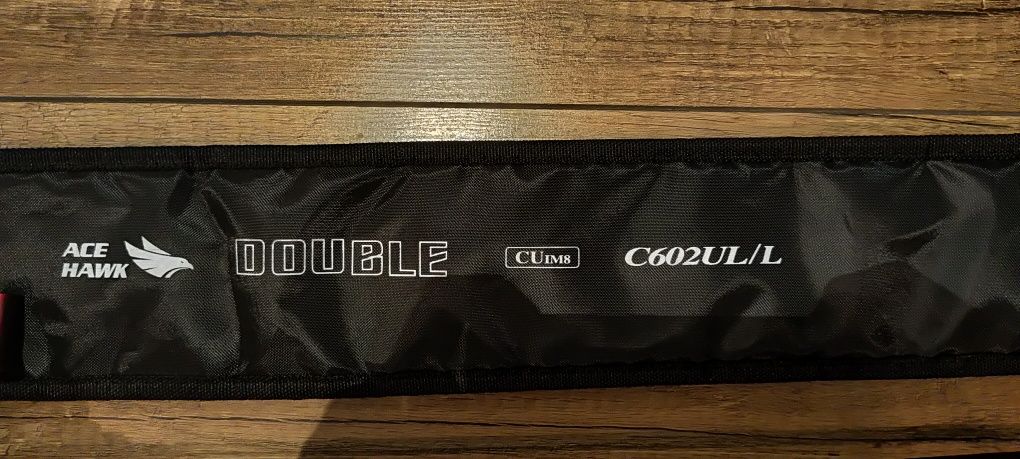 ACE
HAWK
DOUBLE
CUIM8
C602UL/L